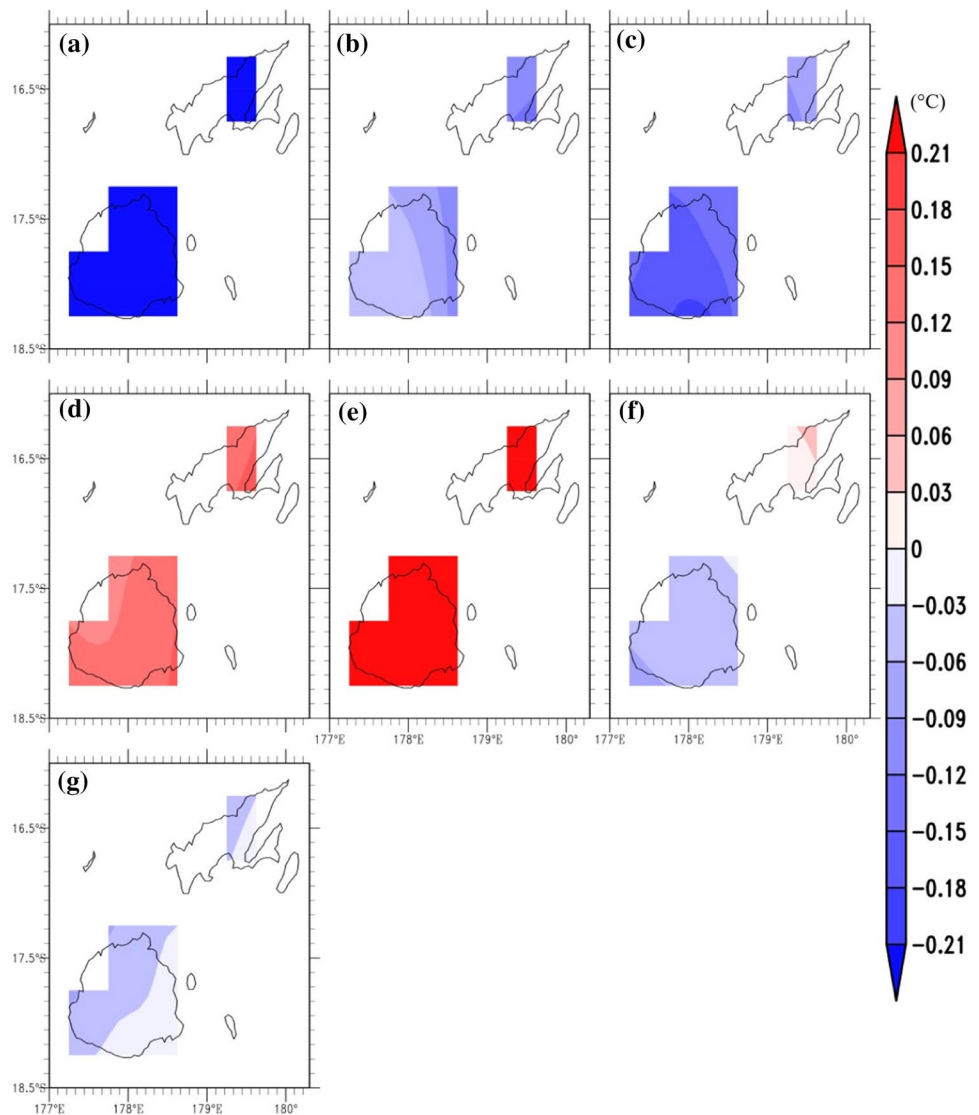 (a) (b) (c)
(°C)
16.5°S
0.21
17.5°S
0.18
0.15
18.5°S
0.12
(d) (e) (f)
0.09
16.5°S
0.06
0.03
17.5°S
0
-0.03
-0.06
18.5°S
-0.09
177°E 178°E 179°E 180° 177°E 178°E 179°E 180°
(g)
-0.12
16.5°S
-0.15
-0.18
17.5°S
-0.21
18.5°S
177°E 178°E 179°E 180°